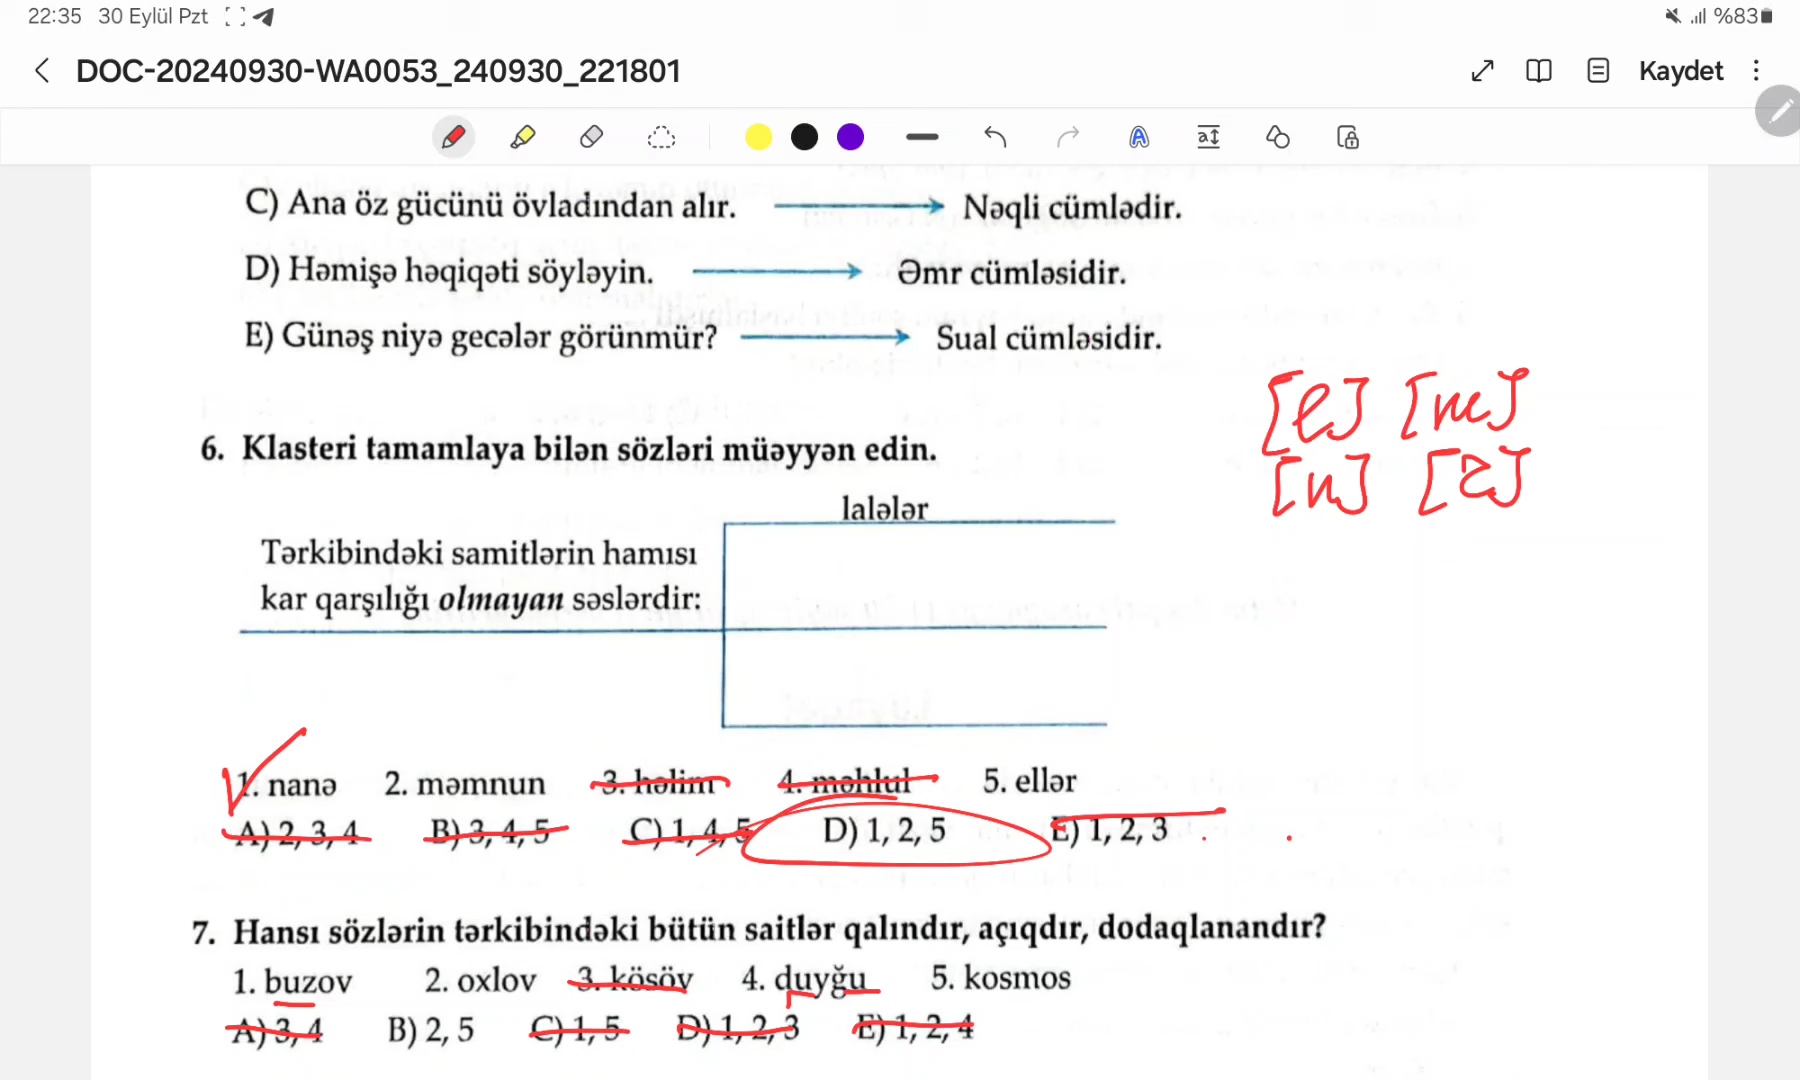 22:35 30 Eylül Pzt %83
DOC-20240930-WA0053_240930_221801 Kaydet
C) Ana öz gücünü övladından alır. Nəqli cümlədir.
D) Həmişə həqiqəti söyləyin. Əmr cümləsidir.
E) Günəş niyə gecələr görünmür? Sual cümləsidir.
[l] [m]
[n] [r]
6. Klasteri tamamlaya bilən sözləri müəyyən edin.
lalələr
Tərkibindəki samitlərin hamısı
kar qarşılığı olmayan səslərdir:
1. nanə 2. məmnun 3. həlim 4. məhlul 5. ellər
A) 2, 3, 4 B) 3, 4, 5 C) 1, 4, 5 D) 1, 2, 5 E) 1, 2, 3
7. Hansı sözlərin tərkibindəki bütün saitlər qalındır, açıqdır, dodaqlanandır?
1. buzov 2. oxlov 3. kösöv 4. duyğu 5. kosmos
A) 3, 4 B) 2, 5 C) 1, 5 D) 1, 2, 3 E) 1, 2, 4